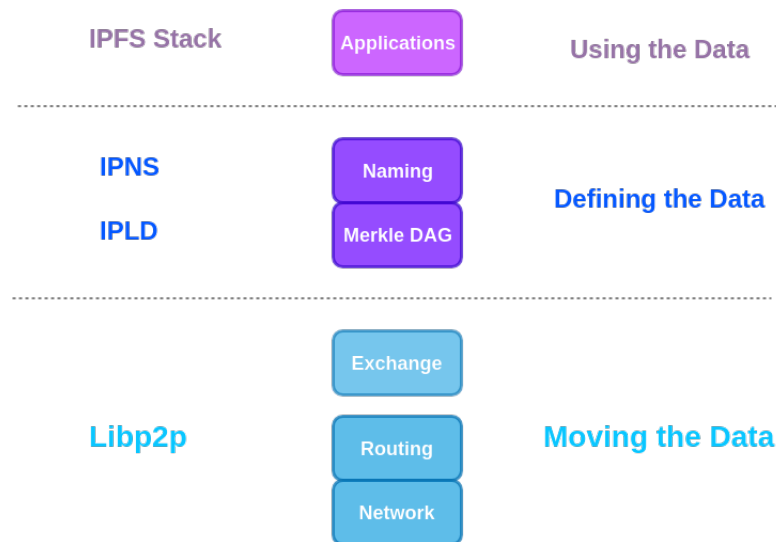 IPFS Stack
Applications
Using the Data
IPNS
Naming
Defining the Data
IPLD
Merkle DAG
Exchange
Libp2p
Routing
Moving the Data
Network